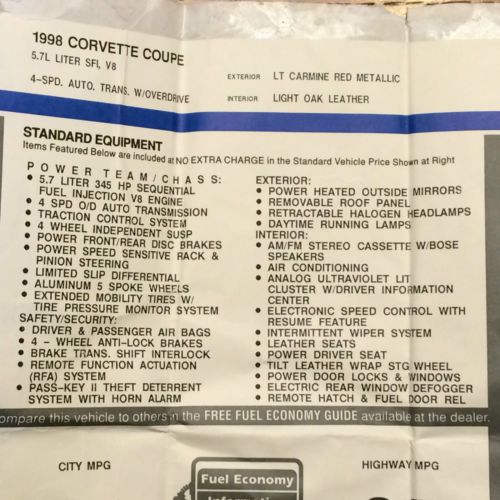 1998 CORVETTE COUPE
5.7L LITER SFI, V8
4-SPD. AUTO. TRANS. W/OVERDRIVE
EXTERIOR LT CARMINE RED METALLIC
INTERIOR LIGHT OAK LEATHER
STANDARD EQUIPMENT
Items Featured Below are included at NO EXTRA CHARGE in the Standard Vehicle Price Shown at Right
POWER TEAM/CHASS:
• 5.7 LITER 345 HP SEQUENTIAL
FUEL INJECTION V8 ENGINE
• 4 SPD O/D AUTO TRANSMISSION
• TRACTION CONTROL SYSTEM
• 4 WHEEL INDEPENDENT SUSP
• POWER FRONT/REAR DISC BRAKES
• POWER SPEED SENSITIVE RACK &
PINION STEERING
• LIMITED SLIP DIFFERENTIAL
• ALUMINUM 5 SPOKE WHEELS
• EXTENDED MOBILITY TIRES W/
TIRE PRESSURE MONITOR SYSTEM
SAFETY/SECURITY:
• DRIVER & PASSENGER AIR BAGS
• 4 - WHEEL ANTI-LOCK BRAKES
• BRAKE TRANS. SHIFT INTERLOCK
• REMOTE FUNCTION ACTUATION
(RFA) SYSTEM
• PASS-KEY II THEFT DETERRENT
SYSTEM WITH HORN ALARM
EXTERIOR:
• POWER HEATED OUTSIDE MIRRORS
• REMOVABLE ROOF PANEL
• RETRACTABLE HALOGEN HEADLAMPS
• DAYTIME RUNNING LAMPS
INTERIOR:
• AM/FM STEREO CASSETTE W/BOSE
SPEAKERS
• AIR CONDITIONING
• ANALOG ULTRAVIOLET LIT
CLUSTER W/DRIVER INFORMATION
CENTER
• ELECTRONIC SPEED CONTROL WITH
RESUME FEATURE
• INTERMITTENT WIPER SYSTEM
• LEATHER SEATS
• POWER DRIVER SEAT
• TILT LEATHER WRAP STG WHEEL
• POWER DOOR LOCKS & WINDOWS
• ELECTRIC REAR WINDOW DEFOGGER
• REMOTE HATCH & FUEL DOOR REL
ompare this vehicle to others in the FREE FUEL ECONOMY GUIDE available at the dealer.
CITY MPG
Fuel Economy
HIGHWAY MPG